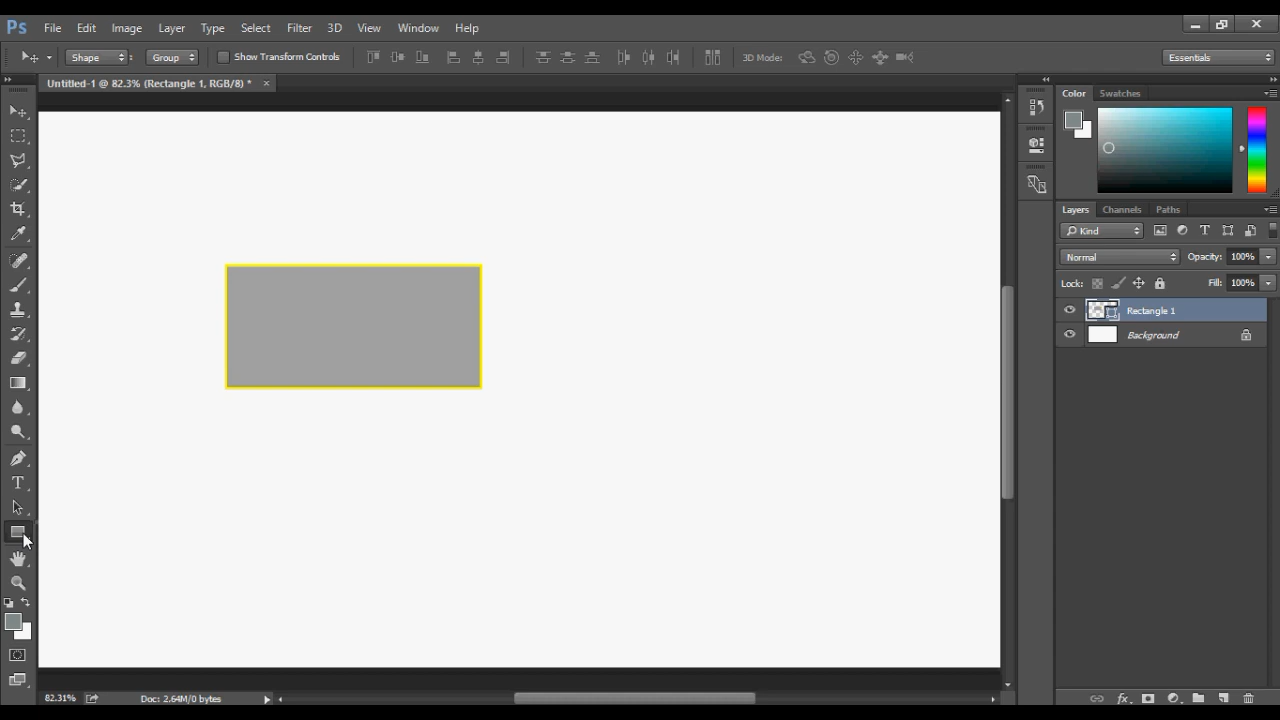 Ps File Edit Image Layer Type Select Filter 3D View Window Help
Shape Group Show Transform Controls 3D Mode: Essentials
Untitled-1 @ 82.3% (Rectangle 1, RGB/8) * ×
Color Swatches
Layers Channels Paths
Kind T
Normal Opacity: 100%
Lock: Fill: 100%
Rectangle 1
Background
T
82.31% Doc: 2.64M/0 bytes fx